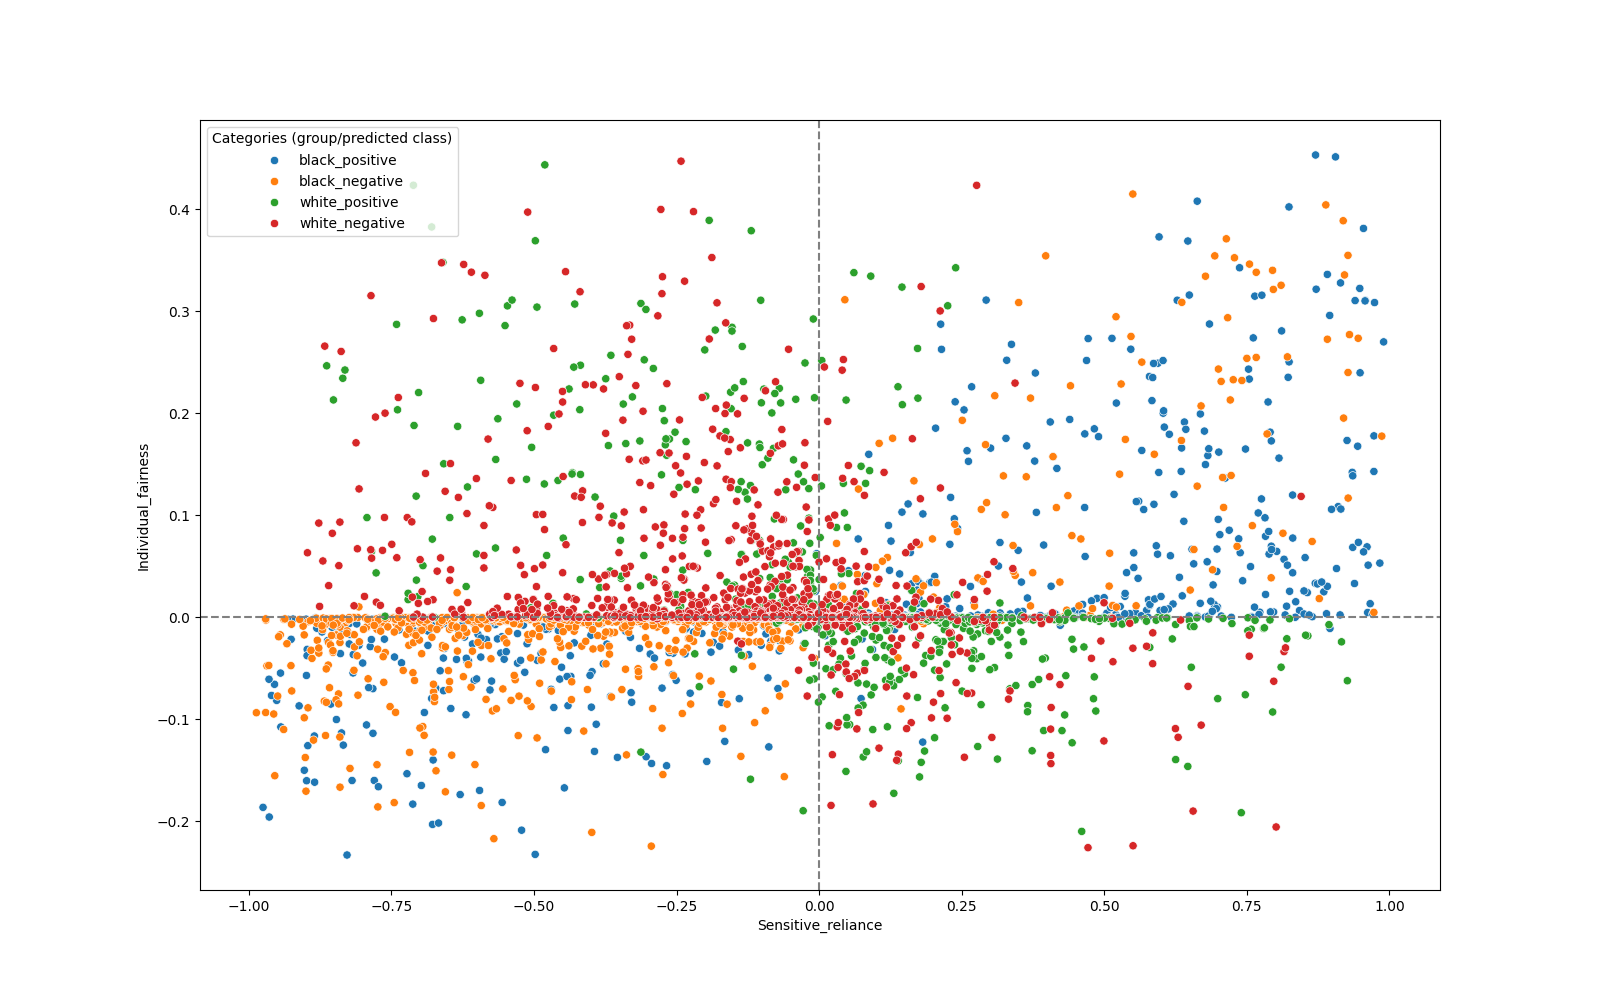 Categories (group/predicted class)
black_positive
black_negative
white_positive
white_negative
0.4
0.3
0.2
0.1
0.0
−0.1
−0.2
Individual_fairness
−1.00
−0.75
−0.50
−0.25
0.00
0.25
0.50
0.75
1.00
Sensitive_reliance